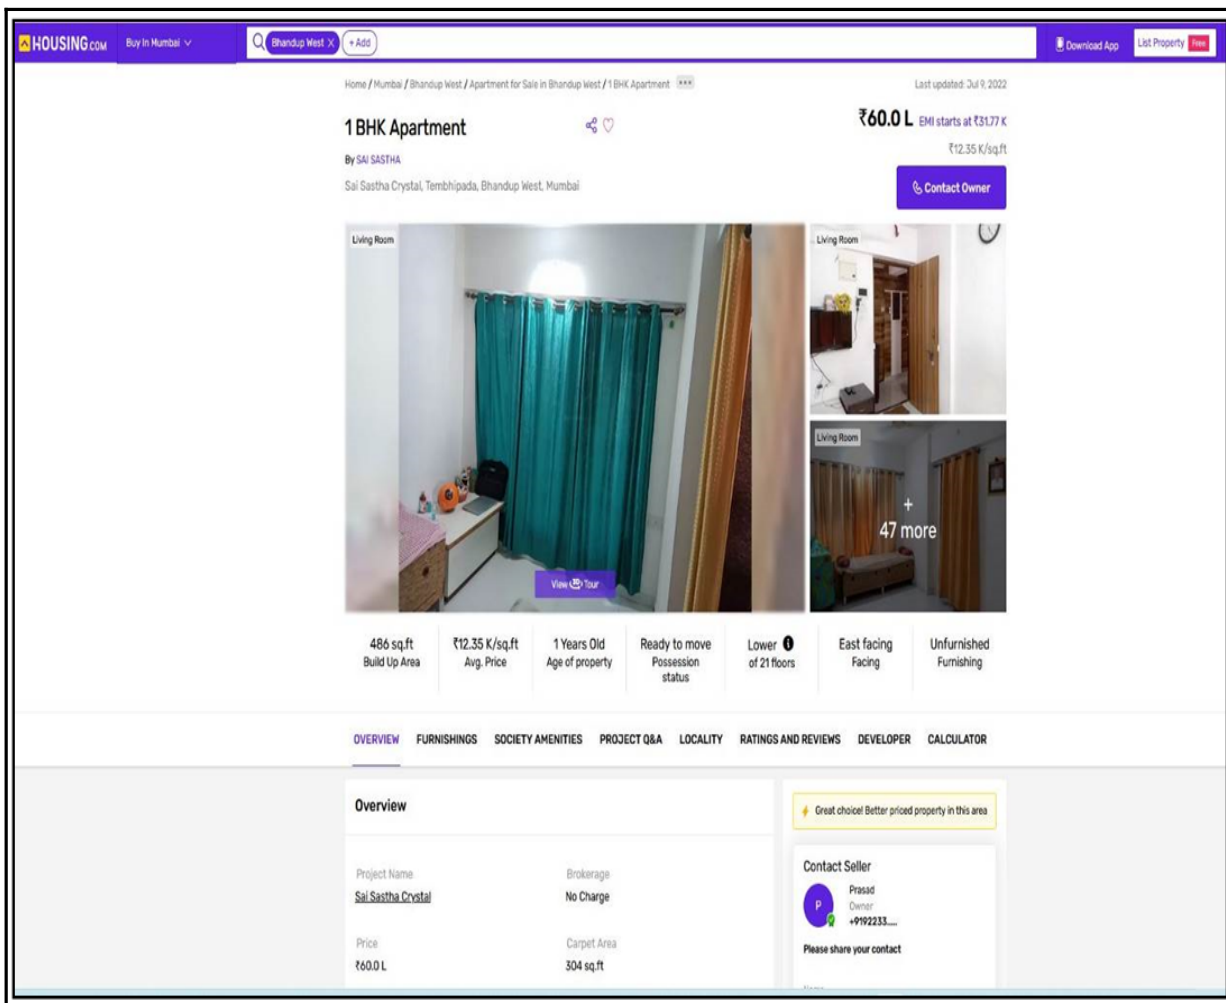 HOUSING.COM
Buy In Mumbai
Bhandup West X
+ Add
Download App
List Property Free
Home / Mumbai / Bhandup West / Apartment for Sale in Bhandup West / 1 BHK Apartment
Last updated: Jul 9, 2022
1 BHK Apartment
₹60.0 L EMI starts at ₹31.77 K
₹12.35 K/sq.ft
By SAI SASTHA
Sai Sastha Crystal, Tembhipada, Bhandup West, Mumbai
Contact Owner
Living Room
Living Room
Living Room
+
47 more
View 3D Tour
486 sq.ft
Build Up Area
₹12.35 K/sq.ft
Avg. Price
1 Years Old
Age of property
Ready to move
Possession
status
Lower
of 21 floors
East facing
Facing
Unfurnished
Furnishing
OVERVIEW FURNISHINGS SOCIETY AMENITIES PROJECT Q&A LOCALITY RATINGS AND REVIEWS DEVELOPER CALCULATOR
Overview
Project Name
Sai Sastha Crystal
Brokerage
No Charge
Price
₹60.0 L
Carpet Area
304 sq.ft
Great choice! Better priced property in this area
Contact Seller
P
Prasad
Owner
+9192233.....
Please share your contact